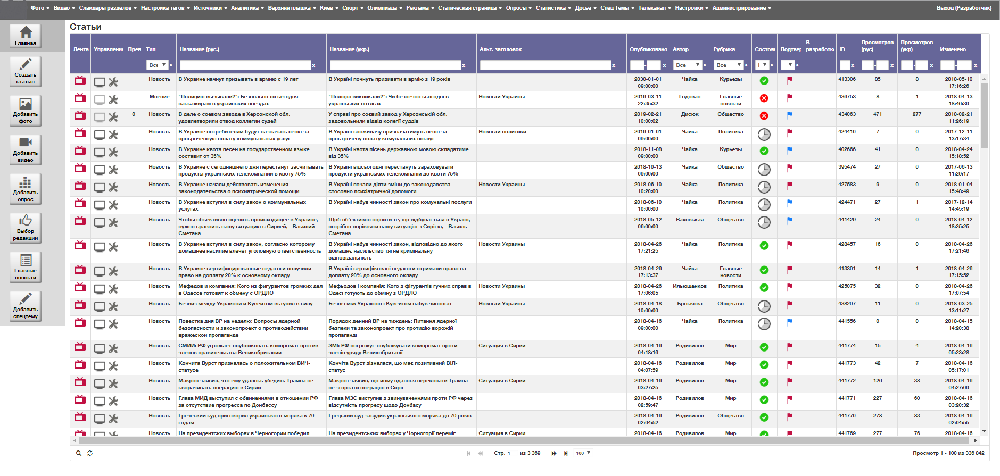 Фото Видео Слайдеры разделов Настройка тегов Источники Аналитика Верхняя плашка Киев Спорт Олимпиада Реклама Статическая страница Опросы Статистика Досье Спец Темы Телеканал Настройки Администрирование Выход (Разработчик)
Главная
Создать
статью
Добавить
фото
Добавить
видео
Добавить
опрос
Выбор
редакции
Главные
новости
Добавить
спецтему
Статьи
Лента Управление Прев Тип Название (рус.) Название (укр.) Альт. заголовок Опубликовано Автор Рубрика Состоян Подтвер В разработке ID Просмотров (рус) Просмотров (укр) Изменено
Все x x x x - x Все x Все x x x x - x - x - x
Новость В Украине начнут призывать в армию с 19 лет В Україні почнуть призивати в армію з 19 років 2030-01-01 09:00:00 Чайка Курьезы 413306 85 8 2018-05-10 17:16:26
Мнение "Полицию вызывали?": Безопасно ли сегодня пассажирам в украинских поездах "Поліцію викликали?": Чи безпечно сьогодні в українських потягах Новости Украины 2019-03-11 22:35:32 Годован Главные новости 436753 8 1 2018-04-13 18:46:30
0 Новость В деле о соевом заводе в Херсонской обл. удовлетворили отвод коллегии судей У справі про соєвий завод у Херсонській обл. задовольнили відвід колегії суддів 2019-02-21 10:00:02 Дисюк Общество 434063 471 277 2018-02-21 11:26:19
Новость В Украине потребителям будут назначать пеню за просроченную оплату коммунальных услуг В Україні споживачу призначатимуть пеню за прострочену оплату комунальних послуг Новости политики 2019-01-01 09:00:00 Чайка Политика 424410 7 0 2017-12-11 13:17:34
Новость В Украине квота песен на государственном языке составит от 35% В Україні квота пісень державною мовою складатиме від 35% 2018-11-08 09:00:00 Чайка Курьезы 402666 41 0 2018-04-24 15:18:52
Новость В Украине с сегодняшнего дня перестанут засчитывать продукты украинских телекомпаний в квоту 75% В Україні відсьогодні перестануть зараховувати продукти українських телекомпаній до квоти 75% 2018-10-13 09:00:00 Чайка Общество 395474 27 0 2017-06-13 11:29:17
Новость В Украине начали действовать изменения законодательства о психиатрической помощи В Україні почали діяти зміни до законодавства стосовно психіатричної допомоги Новости Украины 2018-06-10 10:20:00 Чайка Политика 427583 9 0 2018-01-04 15:48:49
Новость В Украине вступил в силу закон о коммунальных услугах В Україні набув чинності закон про комунальні послуги 2018-06-10 10:00:00 Чайка Политика 424471 27 1 2017-12-14 14:45:19
Новость Чтобы объективно оценить происходящее в Украине, нужно сравнить нашу ситуацию с Сирией, - Василий Сметана Щоб об'єктивно оцінити те, що відбувається в Україні, потрібно порівняти нашу ситуацію з Сирією, - Василь Сметана 2018-05-12 06:00:00 Ваховская Общество 441429 24 0 2018-04-12 18:25:25
Новость В Украине вступил в силу закон, согласно которому домашнее насилие влечет уголовную ответственность В Україні набув чинності закон, відповідно до якого домашнє насильство тягне кримінальну відповідальність Новости Украины 2018-04-26 17:21:25 Чайка Политика 428457 16 0 2018-04-26 17:21:46
Новость В Украине сертифицированные педагоги получили право на доплату 20% к основному окладу В Україні сертифіковані педагоги отримали право на доплату 20% до основного окладу 2018-04-26 17:13:37 Чайка Главные новости 413301 14 1 2018-04-26 17:15:52
Новость Мефедов и компания: Кого из фигурантов громких дел в Одессе готовят к обмену с ОРДЛО Мефьодов і компанія: Кого з фігурантів гучних справ в Одесі готують до обміну з ОРДЛО Новости Украины 2018-04-26 17:06:05 Ильющенков Политика 425075 32 0 2018-04-26 17:07:54
Новость Безвиз между Украиной и Кувейтом вступил в силу Безвіз між Україною і Кувейтом набув чинності Новости Украины 2018-04-18 10:00:00 Броскова Общество 438207 11 0 2018-03-25 13:11:27
Новость Повестка дня ВР на неделю: Вопросы ядерной безопасности и законопроект о противодействии вражеской пропаганде Порядок денний ВР на тиждень: Питання ядерної безпеки та законопроект про протидію ворожій пропаганді 2018-04-16 09:00:00 Чайка Политика 441556 0 0 2018-04-15 14:20:38
Новость СМИИ: РФ угрожает опубликовать компромат против членов правительства Великобритании ЗМІ: РФ погрожує опублікувати компромат проти членів уряду Великобританії Ситуация в Сирии 2018-04-16 04:18:16 Родивилов Мир 441774 15 4 2018-04-16 05:23:28
Новость Кончита Вурст призналась о положительном ВИЧ-статусе Кончіта Вурст зізналася, що має позитивний ВІЛ-статус 2018-04-16 04:07:59 Родивилов Мир 441773 42 7 2018-04-16 05:17:01
Новость Макрон заявил, что ему удалось убедить Трампа не сворачивать операцию в Сирии Макрон заявив, що йому вдалося переконати Трампа не згортати операцію в Сирії Ситуация в Сирии 2018-04-16 03:27:25 Родивилов Мир 441772 126 38 2018-04-16 04:27:00
Новость Глава МИД выступил с обвинениями в отношении РФ за отсутствие прогресса по Донбассу Глава МЗС виступив з звинуваченнями проти РФ через відсутність прогресу щодо Донбасу 2018-04-16 02:59:47 Родивилов Мир 441771 227 60 2018-04-16 03:20:32
Новость Греческий суд приговорил украинского моряка к 70 годам Грецький суд засудив українського моряка до 70 років 2018-04-16 02:04:52 Родивилов Общество 441770 278 83 2018-04-16 02:04:55
Новость На президентских выборах в Черногории победил На президентських виборах у Чорногорії переміг Ситуация в Сирии 2018-04-16 Родивилов Мир 441769 277 76 2018-04-16
Стр. 1 из 3 369 100 Просмотр 1 - 100 из 336 842